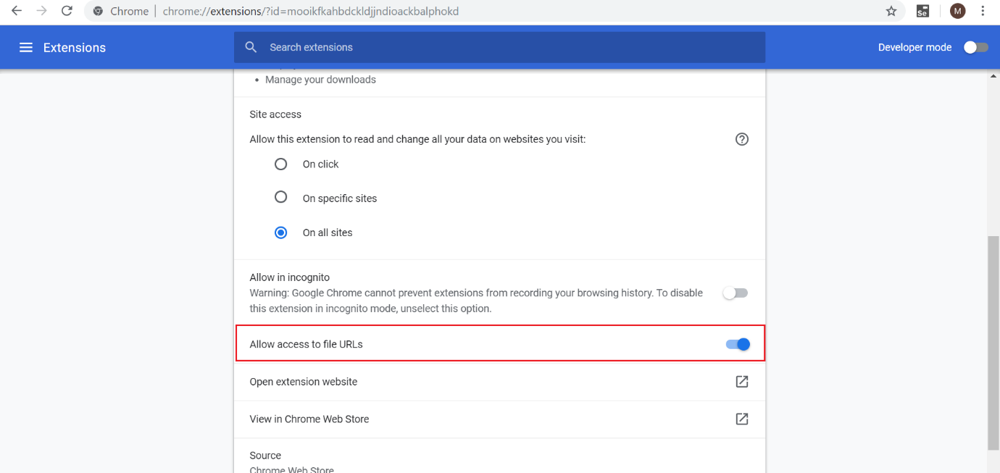 Chrome | chrome://extensions/?id=mooikfkahbdckldjjndioackbalphokd
Se
M
Extensions
Search extensions
Developer mode
• Manage your downloads
Site access
Allow this extension to read and change all your data on websites you visit:
On click
On specific sites
On all sites
Allow in incognito
Warning: Google Chrome cannot prevent extensions from recording your browsing history. To disable
this extension in incognito mode, unselect this option.
Allow access to file URLs
Open extension website
View in Chrome Web Store
Source
Chrome Web Store